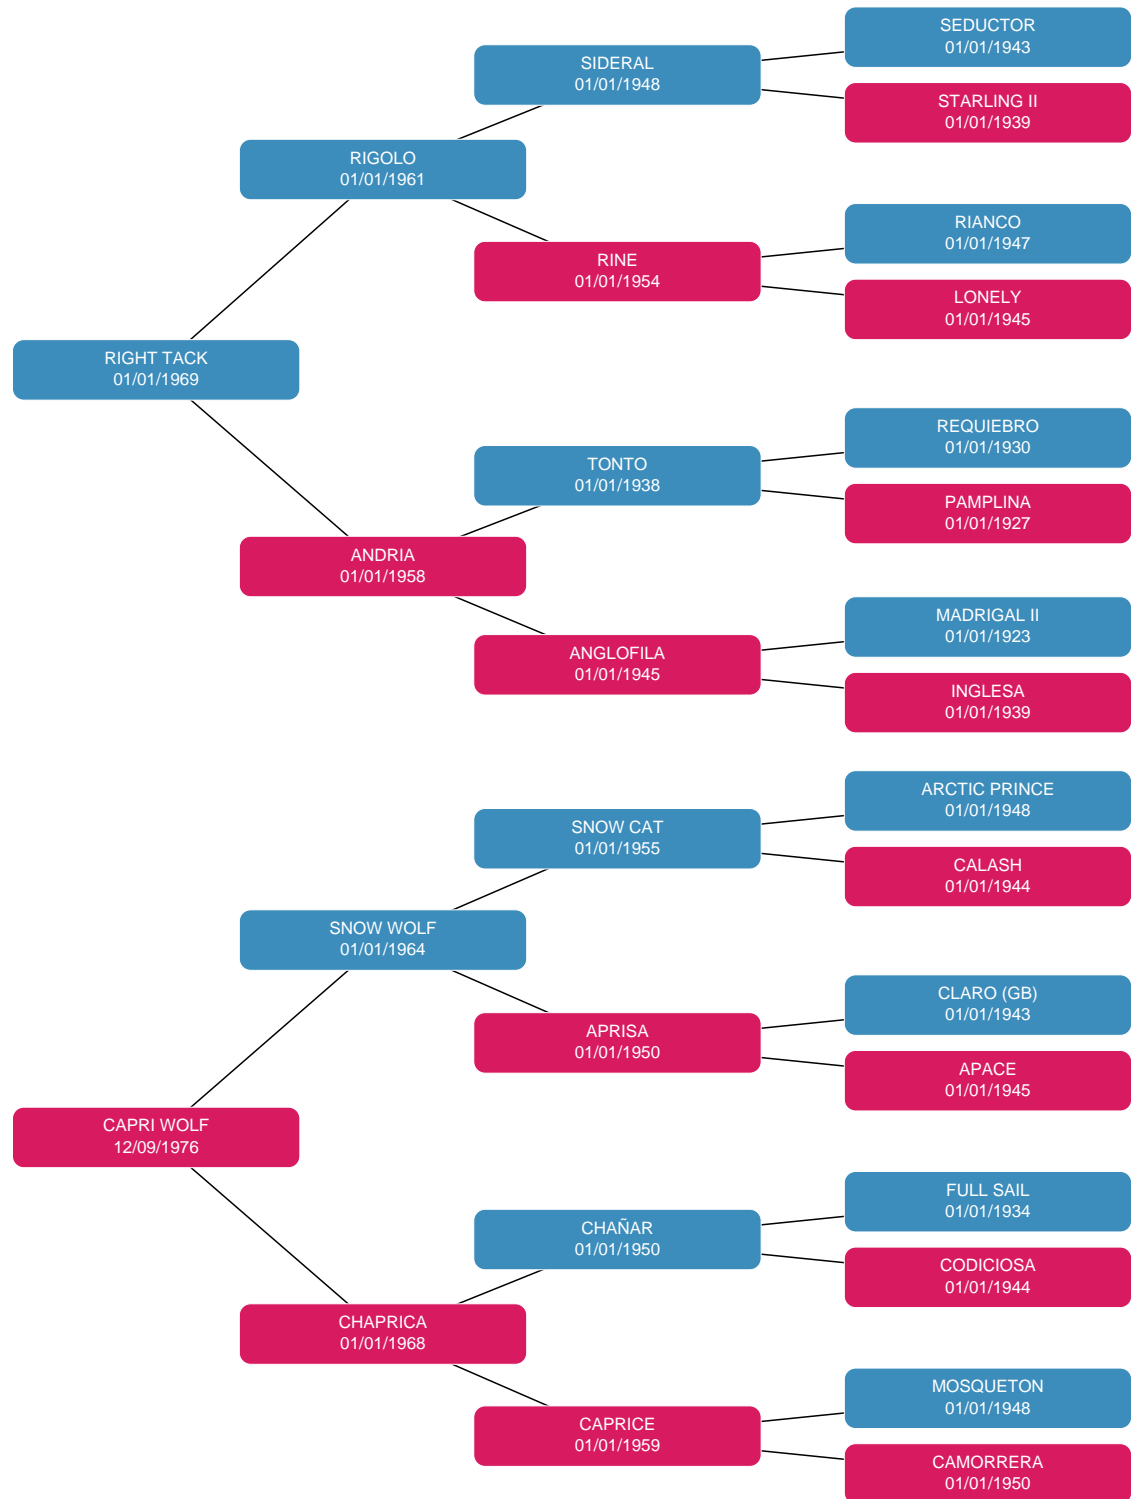 SEDUCTOR
01/01/1943
SIDERAL
01/01/1948
STARLING II
01/01/1939
RIGOLO
01/01/1961
RIANCO
01/01/1947
RINE
01/01/1954
LONELY
01/01/1945
RIGHT TACK
01/01/1969
REQUIEBRO
01/01/1930
TONTO
01/01/1938
PAMPLINA
01/01/1927
ANDRIA
01/01/1958
MADRIGAL II
01/01/1923
ANGLOFILA
01/01/1945
INGLESA
01/01/1939
ARCTIC PRINCE
01/01/1948
SNOW CAT
01/01/1955
CALASH
01/01/1944
SNOW WOLF
01/01/1964
CLARO (GB)
01/01/1943
APRISA
01/01/1950
APACE
01/01/1945
CAPRI WOLF
12/09/1976
FULL SAIL
01/01/1934
CHAÑAR
01/01/1950
CODICIOSA
01/01/1944
CHAPRICA
01/01/1968
MOSQUETON
01/01/1948
CAPRICE
01/01/1959
CAMORRERA
01/01/1950